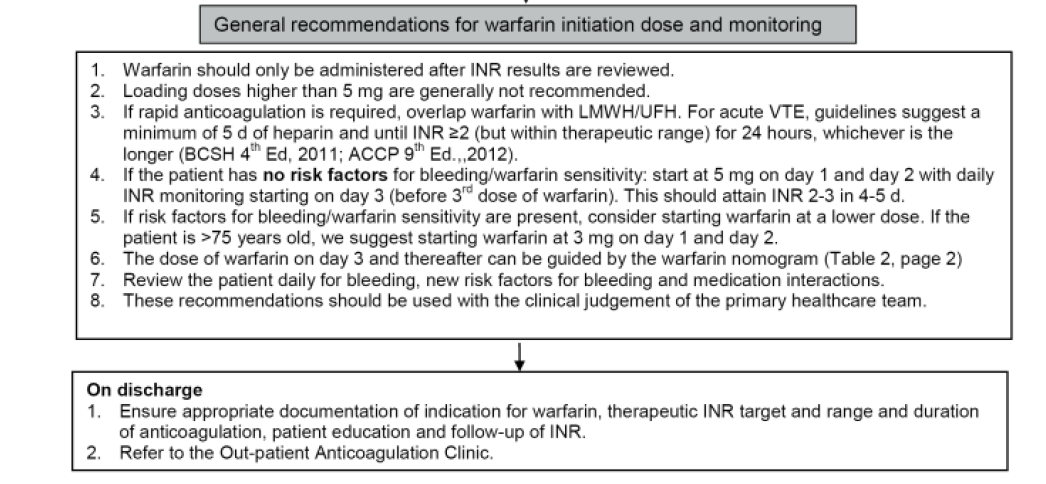 General recommendations for warfarin initiation dose and monitoring
1. Warfarin should only be administered after INR results are reviewed.
2. Loading doses higher than 5 mg are generally not recommended.
3. If rapid anticoagulation is required, overlap warfarin with LMWH/UFH. For acute VTE, guidelines suggest a
minimum of 5 d of heparin and until INR ≥2 (but within therapeutic range) for 24 hours, whichever is the
longer (BCSH 4th Ed, 2011; ACCP 9th Ed.,,2012).
4. If the patient has no risk factors for bleeding/warfarin sensitivity: start at 5 mg on day 1 and day 2 with daily
INR monitoring starting on day 3 (before 3rd dose of warfarin). This should attain INR 2-3 in 4-5 d.
5. If risk factors for bleeding/warfarin sensitivity are present, consider starting warfarin at a lower dose. If the
patient is >75 years old, we suggest starting warfarin at 3 mg on day 1 and day 2.
6. The dose of warfarin on day 3 and thereafter can be guided by the warfarin nomogram (Table 2, page 2)
7. Review the patient daily for bleeding, new risk factors for bleeding and medication interactions.
8. These recommendations should be used with the clinical judgement of the primary healthcare team.
On discharge
1. Ensure appropriate documentation of indication for warfarin, therapeutic INR target and range and duration
of anticoagulation, patient education and follow-up of INR.
2. Refer to the Out-patient Anticoagulation Clinic.